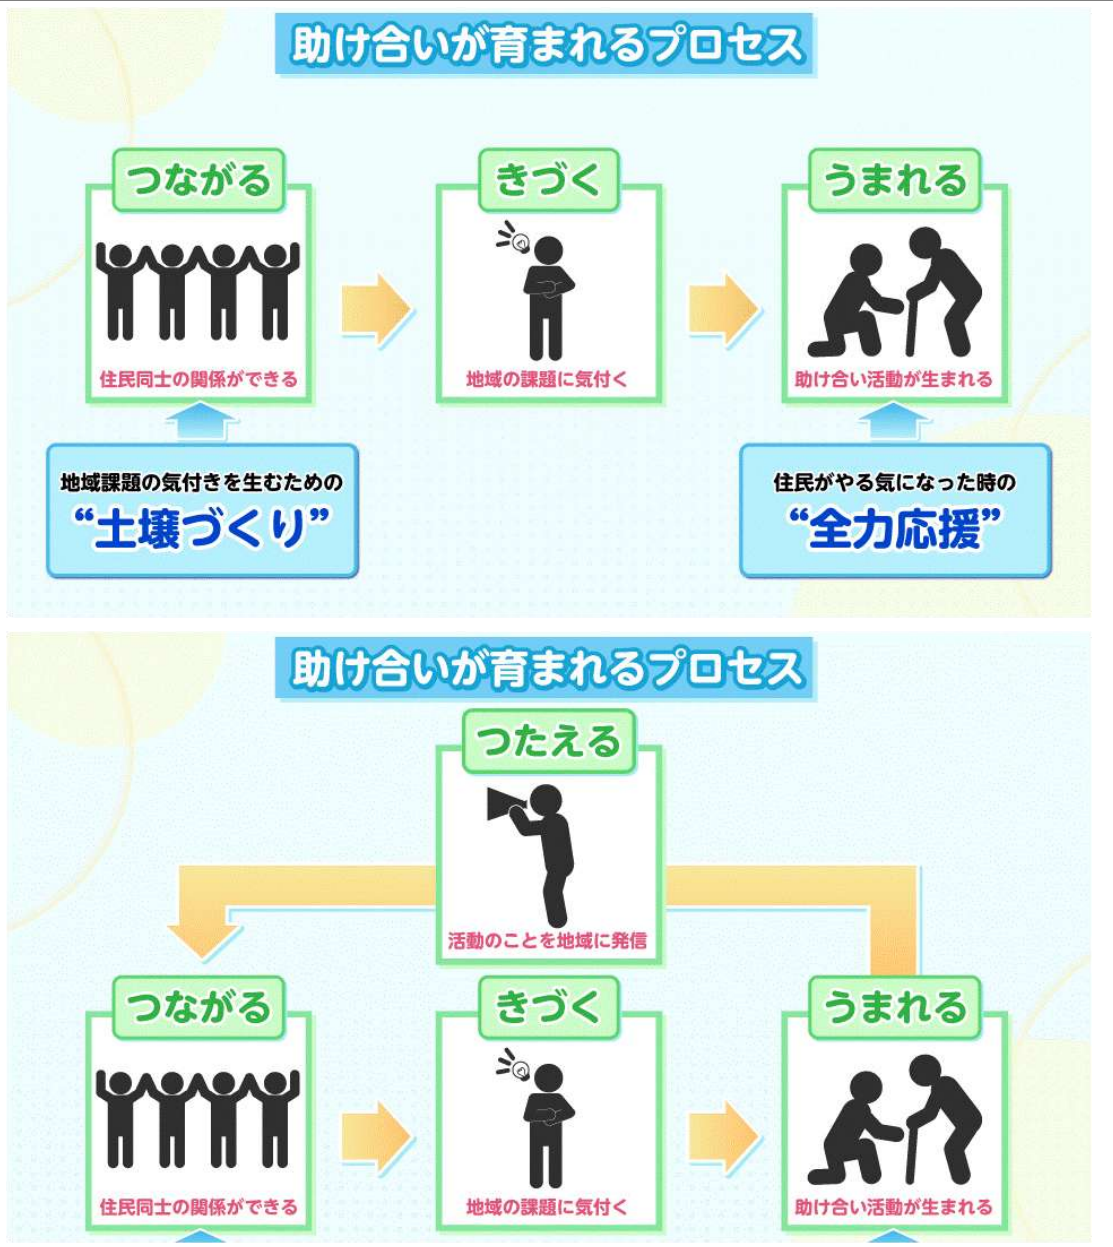 助け合いが育まれるプロセス
つながる
きづく
うまれる
住民同士の関係ができる
地域の課題に気付く
助け合い活動が生まれる
地域課題の気付きを生むための
“土壌づくり”
住民がやる気になった時の
“全力応援”
助け合いが育まれるプロセス
つたえる
活動のことを地域に発信
つながる
きづく
うまれる
住民同士の関係ができる
地域の課題に気付く
助け合い活動が生まれる